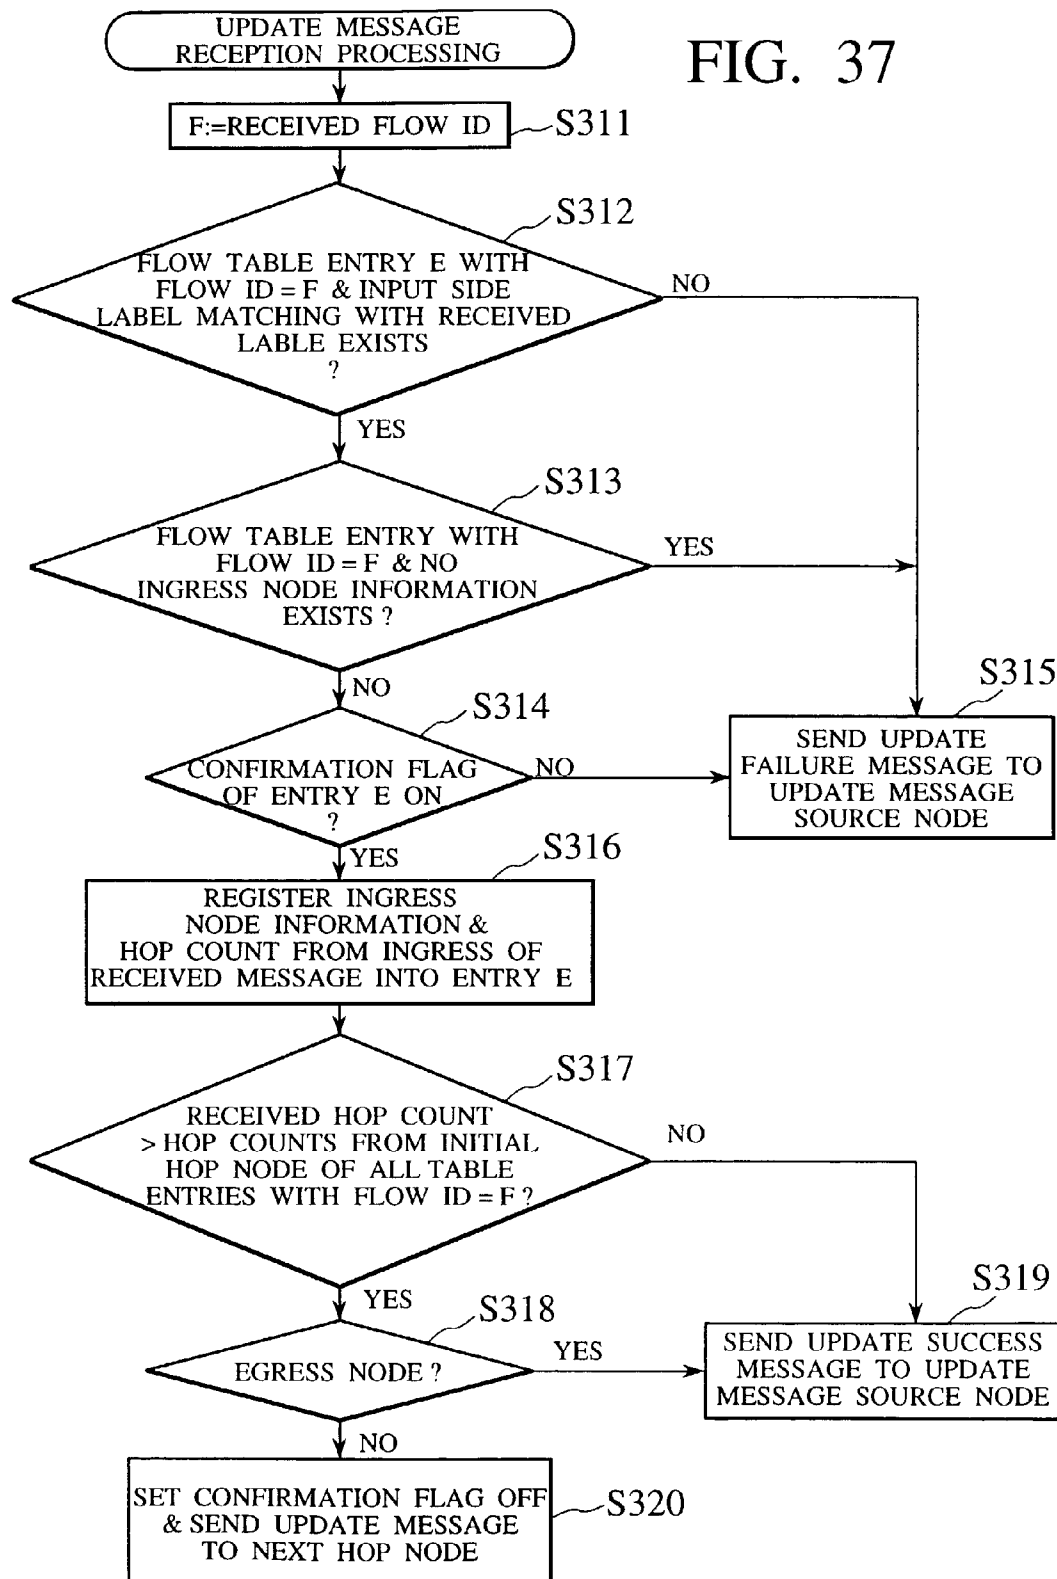 UPDATE MESSAGE
RECEPTION PROCESSING
FIG. 37
F:=RECEIVED FLOW ID
S311
S312
FLOW TABLE ENTRY E WITH
FLOW ID = F & INPUT SIDE
LABEL MATCHING WITH RECEIVED
LABLE EXISTS
?
NO
YES
S313
FLOW TABLE ENTRY WITH
FLOW ID = F & NO
INGRESS NODE INFORMATION
EXISTS ?
YES
NO
S314
CONFIRMATION FLAG
OF ENTRY E ON
?
NO
YES
S315
SEND UPDATE
FAILURE MESSAGE TO
UPDATE MESSAGE
SOURCE NODE
S316
REGISTER INGRESS
NODE INFORMATION &
HOP COUNT FROM INGRESS OF
RECEIVED MESSAGE INTO ENTRY E
S317
RECEIVED HOP COUNT
> HOP COUNTS FROM INITIAL
HOP NODE OF ALL TABLE
ENTRIES WITH FLOW ID = F ?
NO
YES
S318
EGRESS NODE ?
YES
NO
S319
SEND UPDATE SUCCESS
MESSAGE TO UPDATE
MESSAGE SOURCE NODE
SET CONFIRMATION FLAG OFF
& SEND UPDATE MESSAGE
TO NEXT HOP NODE
S320